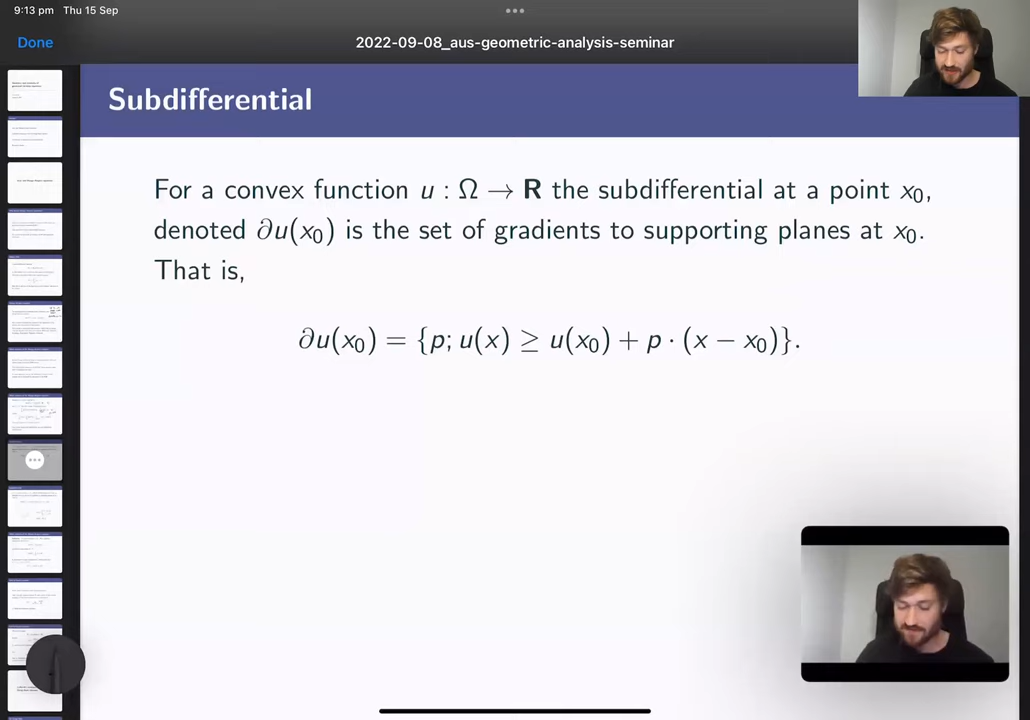 9:13 pm Thu 15 Sep
Done
2022-09-08_aus-geometric-analysis-seminar
Subdifferential
For a convex function u : Ω → R the subdifferential at a point x₀,
denoted ∂u(x₀) is the set of gradients to supporting planes at x₀.
That is,
∂u(x₀) = {p; u(x) ≥ u(x₀) + p · (x − x₀)}.